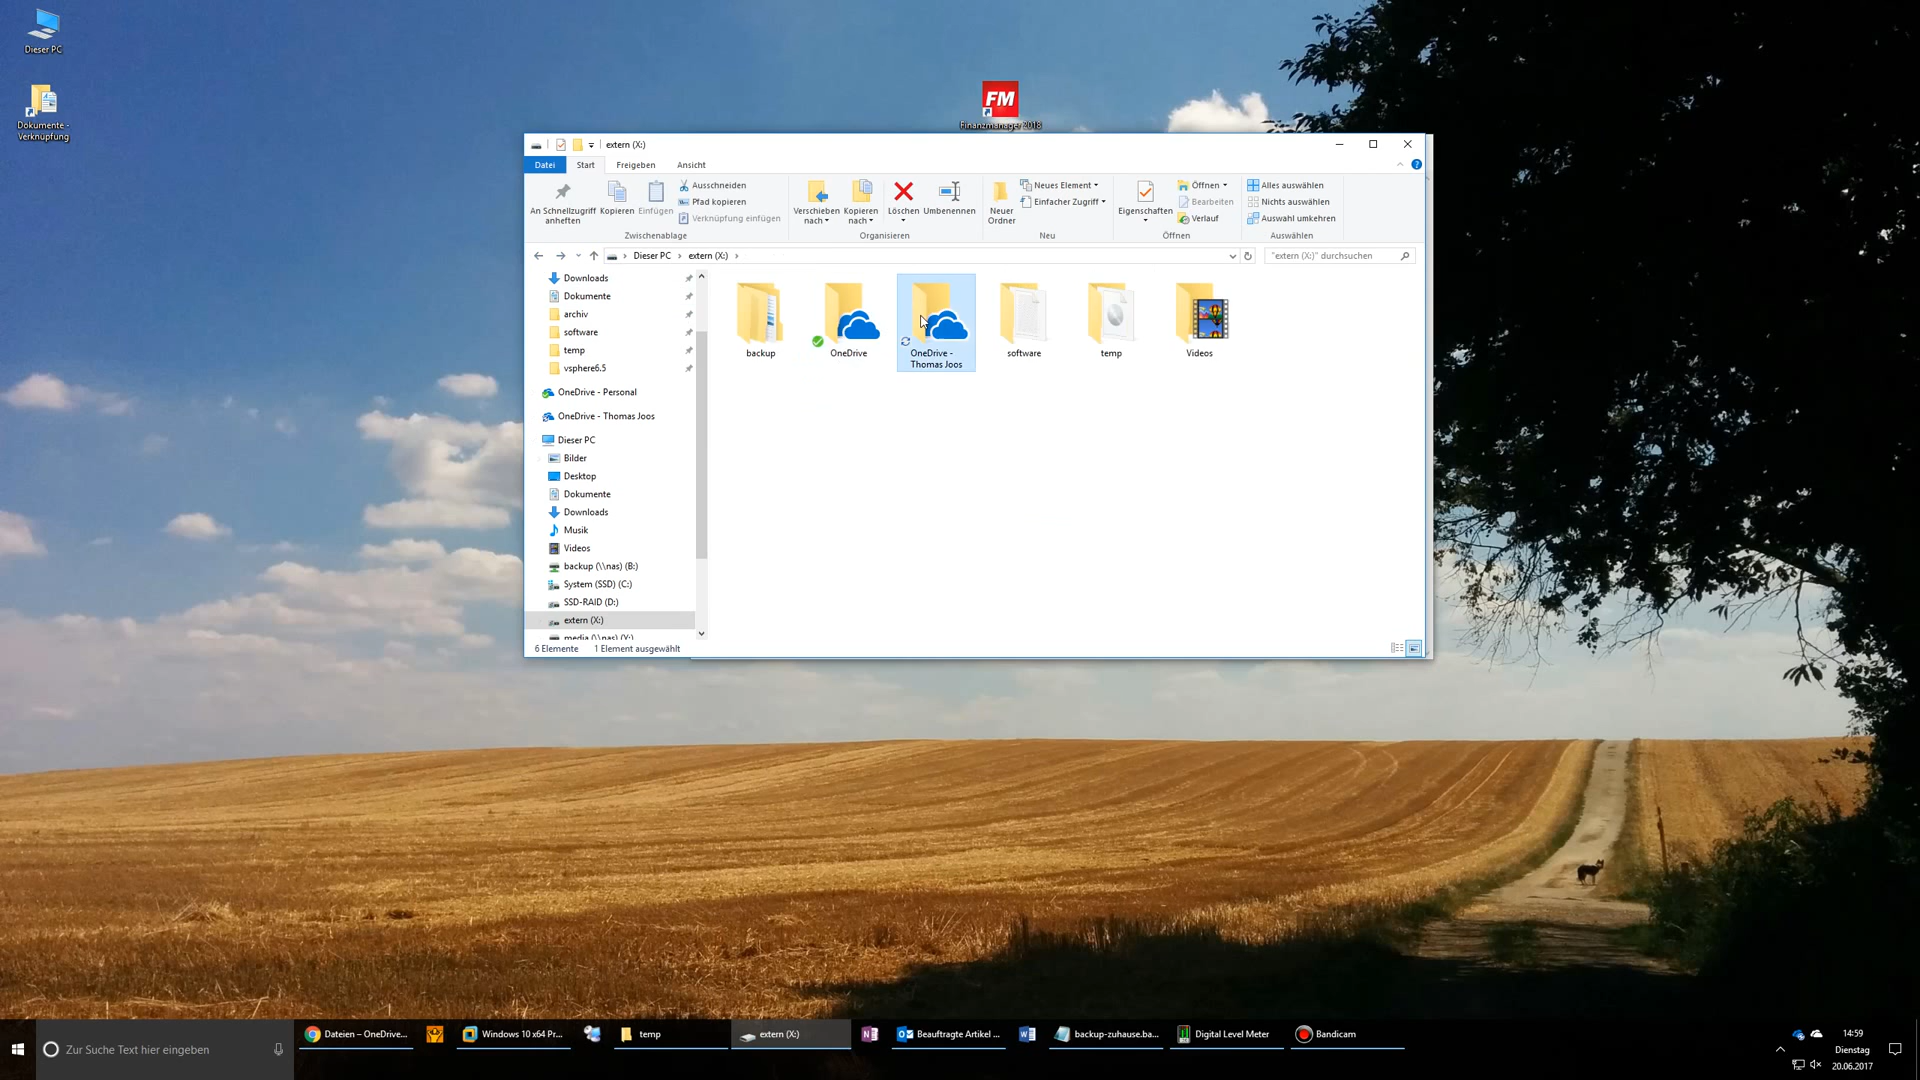 Dieser PC
Dokumente -
Verknüpfung
FM
Finanzmanager 2018
extern (X:)
Datei
Start
Freigeben
Ansicht
An Schnellzugriff
anheften
Kopieren
Einfügen
Ausschneiden
Pfad kopieren
Verknüpfung einfügen
Zwischenablage
Verschieben
nach
Kopieren
nach
Löschen
Umbenennen
Organisieren
Neuer
Ordner
Neues Element
Einfacher Zugriff
Neu
Eigenschaften
Öffnen
Bearbeiten
Verlauf
Öffnen
Alles auswählen
Nichts auswählen
Auswahl umkehren
Auswählen
Dieser PC
extern (X:)
"extern (X:)" durchsuchen
Downloads
Dokumente
archiv
software
temp
vsphere6.5
OneDrive - Personal
OneDrive - Thomas Joos
Dieser PC
Bilder
Desktop
Dokumente
Downloads
Musik
Videos
backup (\\nas) (B:)
System (SSD) (C:)
SSD-RAID (D:)
extern (X:)
media (\\nas) (Y:)
backup
OneDrive
OneDrive -
Thomas Joos
software
temp
Videos
6 Elemente
1 Element ausgewählt
Zur Suche Text hier eingeben
Dateien – OneDrive...
Windows 10 x64 Pr...
temp
extern (X:)
Beauftragte Artikel ...
backup-zuhause.ba...
Digital Level Meter
Bandicam
14:59
Dienstag
20.06.2017